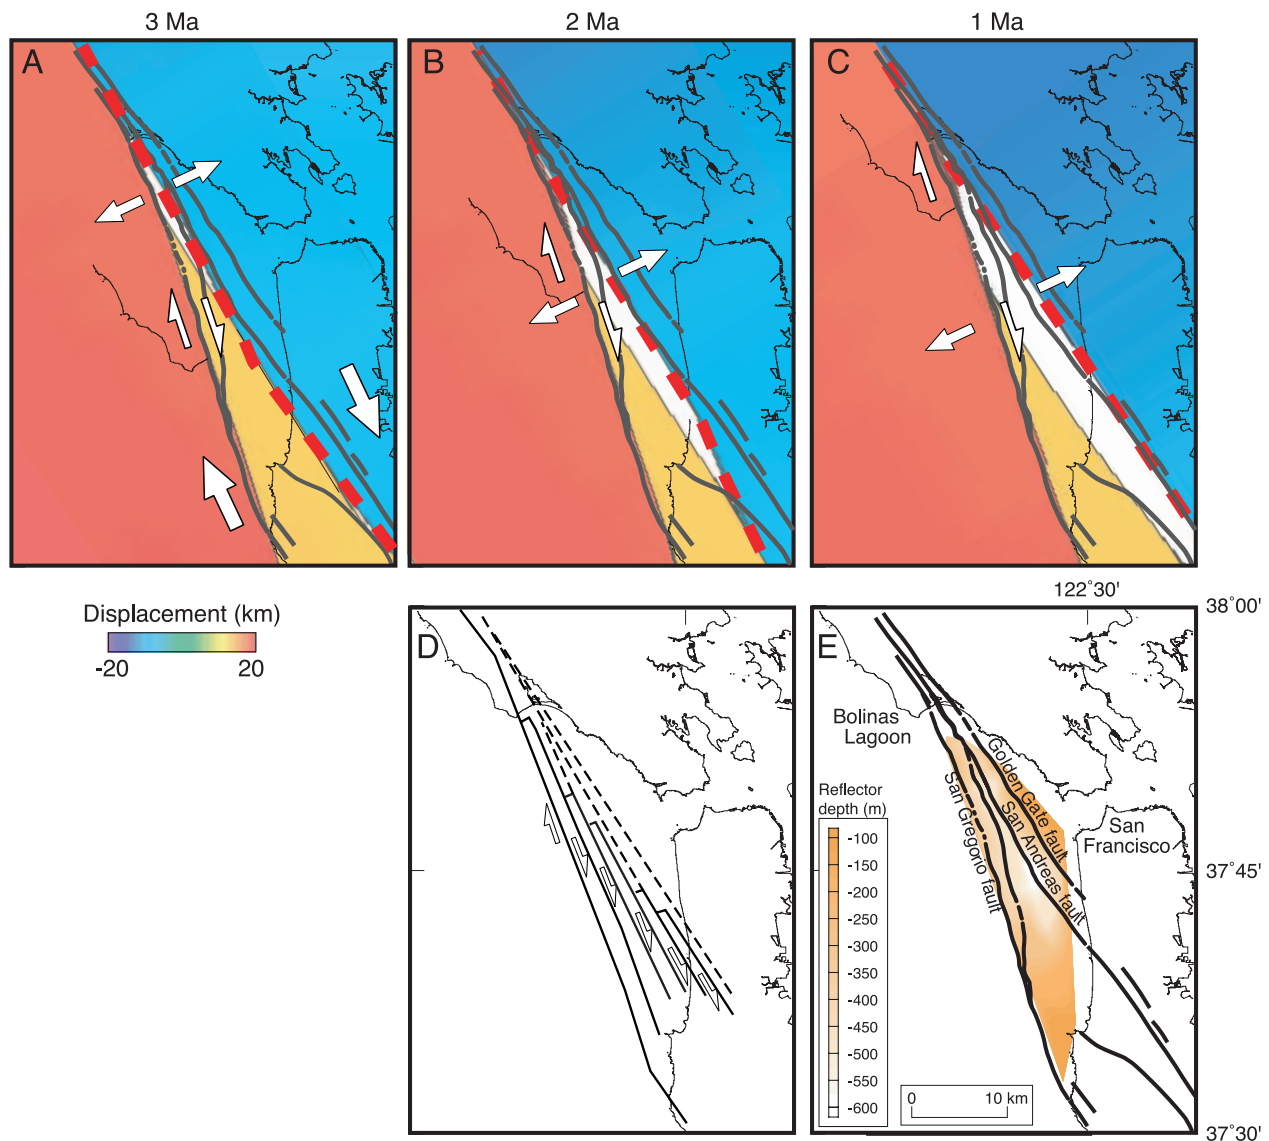 3 Ma
2 Ma
1 Ma
A
B
C
Displacement (km)
-20
20
122°30'
D
E
38°00'
Bolinas
Lagoon
Golden Gate fault
San Andreas fault
San Gregorio fault
San
Francisco
Reflector
depth (m)
-100
-150
-200
-250
-300
-350
-400
-450
-500
-550
-600
37°45'
0
10 km
37°30'